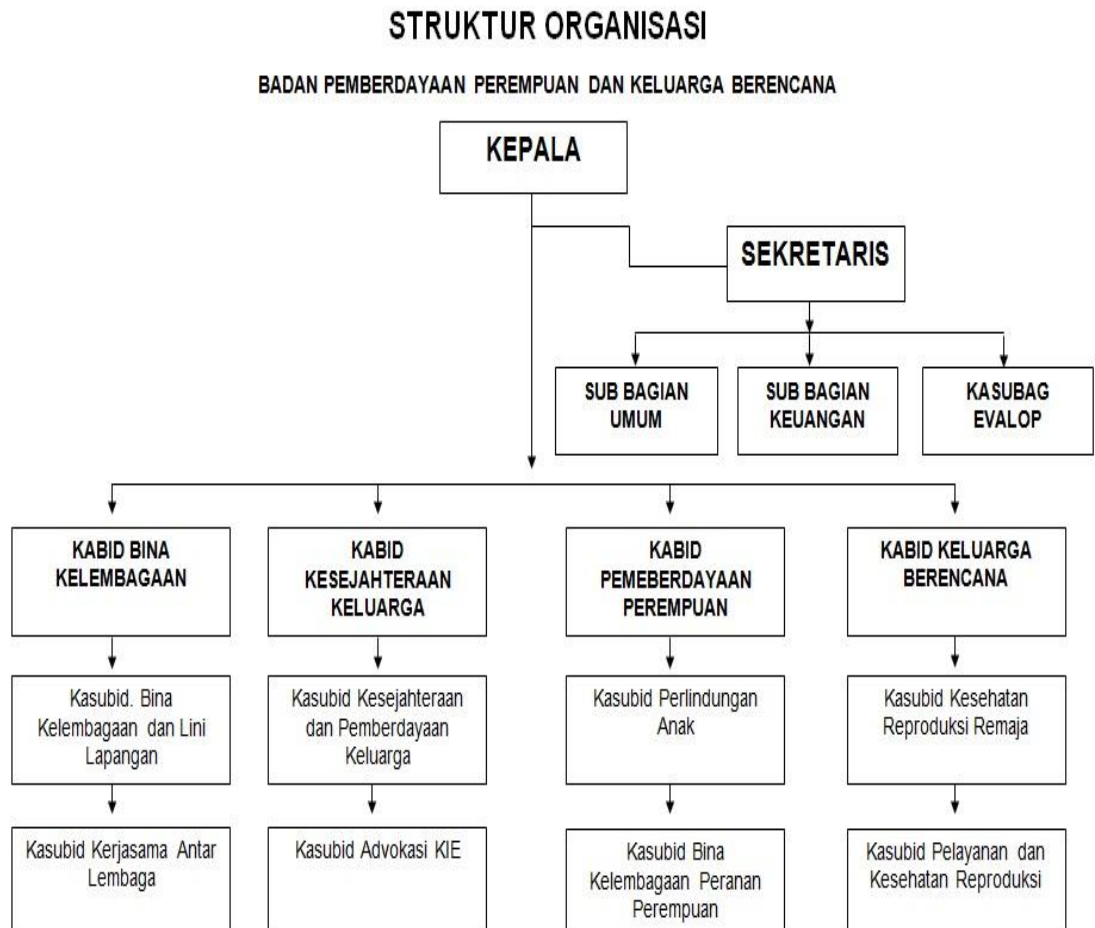 STRUKTUR ORGANISASI
BADAN PEMBERDAYAAN PEREMPUAN DAN KELUARGA BERENCANA
KEPALA
SEKRETARIS
SUB BAGIAN
UMUM
SUB BAGIAN
KEUANGAN
KASUBAG
EVALOP
KABID BINA
KELEMBAGAAN
KABID
KESEJAHTERAAN
KELUARGA
KABID
PEMEBERDAYAAN
PEREMPUAN
KABID KELUARGA
BERENCANA
Kasubid. Bina
Kelembagaan dan Lini
Lapangan
Kasubid Kesejahteraan
dan Pemberdayaan
Keluarga
Kasubid Perlindungan
Anak
Kasubid Kesehatan
Reproduksi Remaja
Kasubid Kerjasama Antar
Lembaga
Kasubid Advokasi KIE
Kasubid Bina
Kelembagaan Peranan
Perempuan
Kasubid Pelayanan dan
Kesehatan Reproduksi